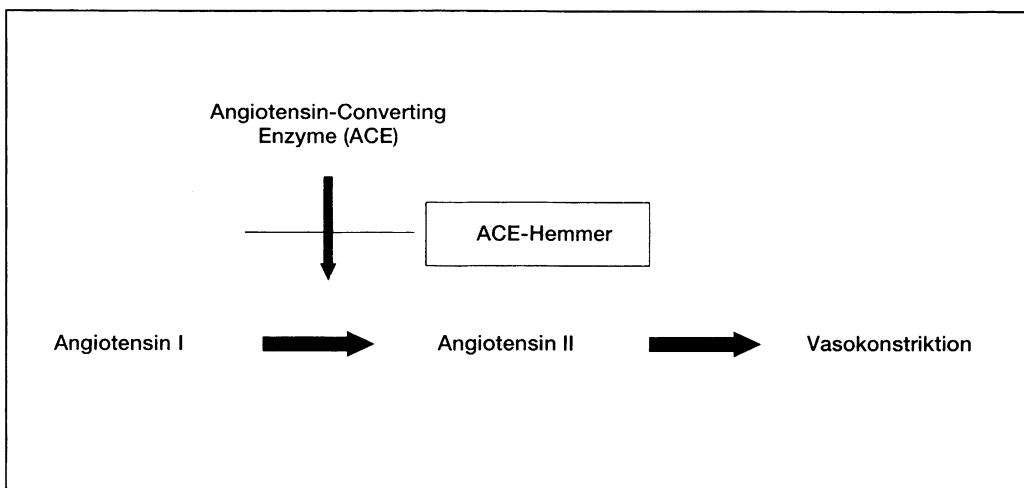 Angiotensin-Converting
Enzyme (ACE)
ACE-Hemmer
Angiotensin I
Angiotensin II
Vasokonstriktion